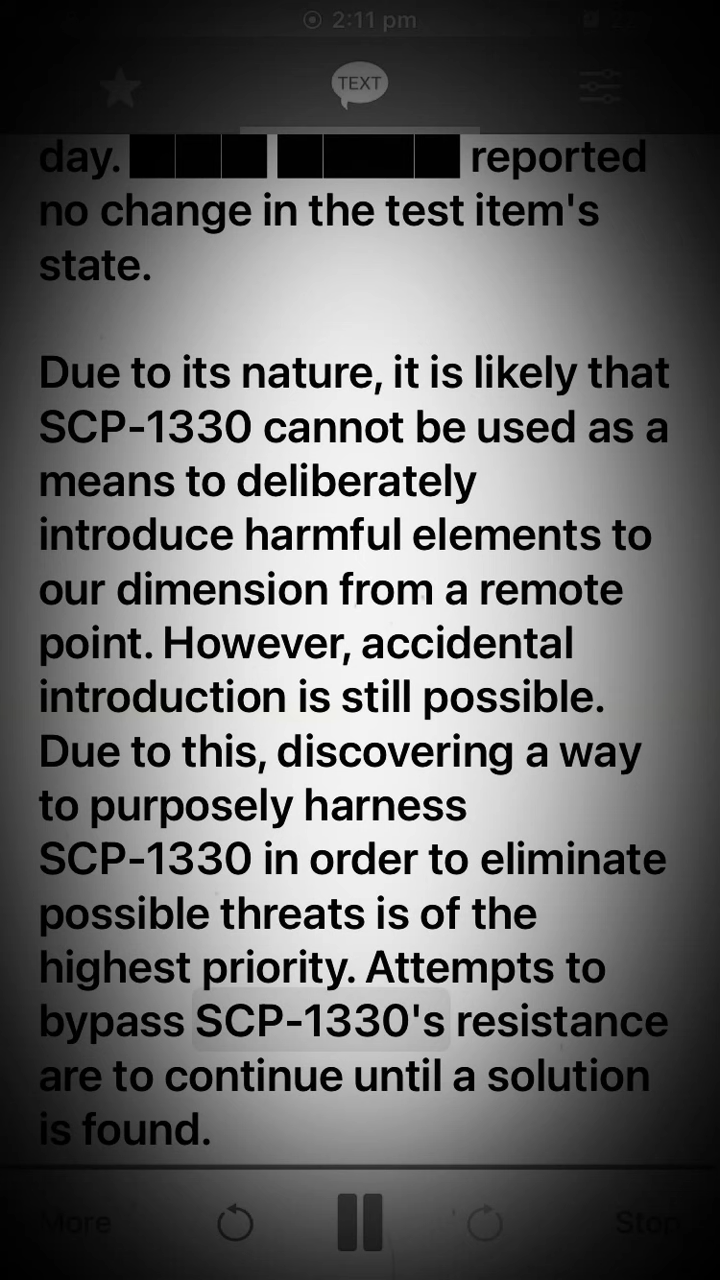 2:11 pm
TEXT
day. ███ ████ reported
no change in the test item's
state.
Due to its nature, it is likely that
SCP-1330 cannot be used as a
means to deliberately
introduce harmful elements to
our dimension from a remote
point. However, accidental
introduction is still possible.
Due to this, discovering a way
to purposely harness
SCP-1330 in order to eliminate
possible threats is of the
highest priority. Attempts to
bypass SCP-1330's resistance
are to continue until a solution
is found.
More
Stop